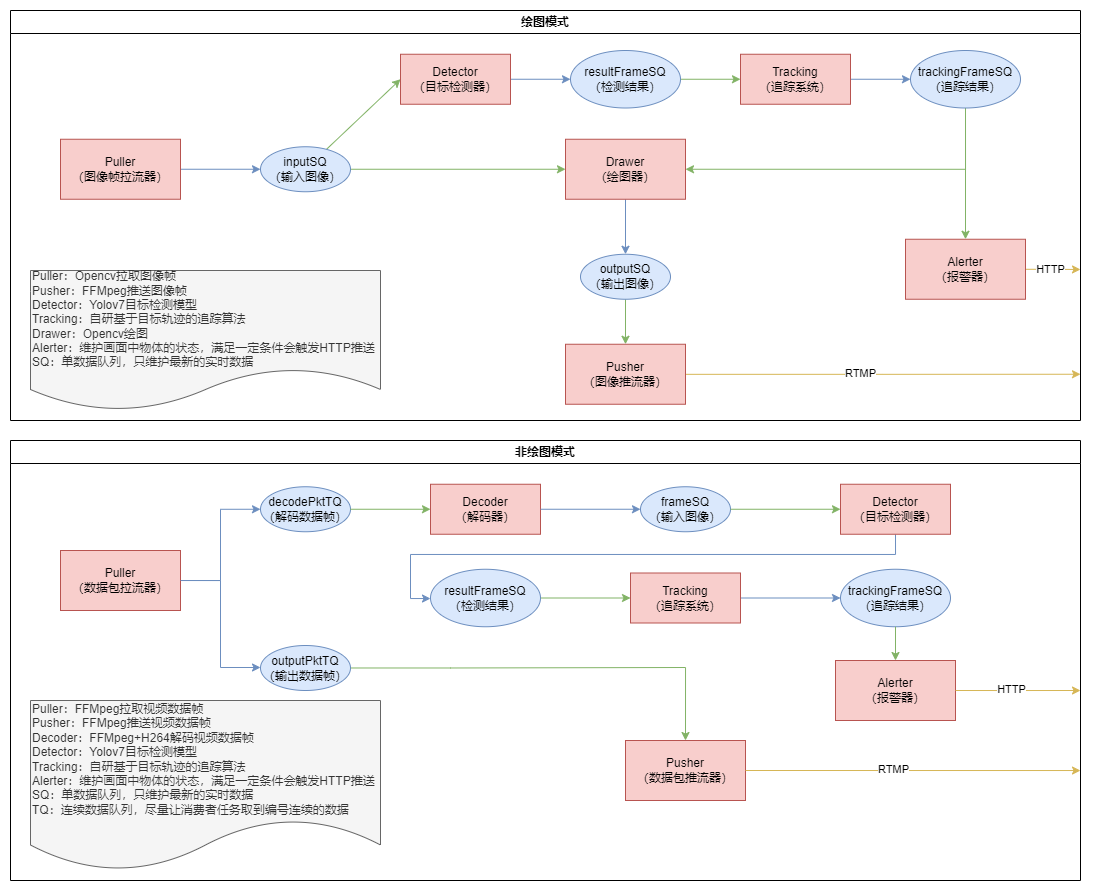 绘图模式
Detector
（目标检测器）
resultFrameSQ
（检测结果）
Tracking
（追踪系统）
trackingFrameSQ
（追踪结果）
Puller
（图像帧拉流器）
inputSQ
（输入图像）
Drawer
（绘图器）
Alerter
（报警器）
HTTP
outputSQ
（输出图像）
Pusher
（图像推流器）
RTMP
Puller：Opencv拉取图像帧
Pusher：FFMpeg推送图像帧
Detector：Yolov7目标检测模型
Tracking：自研基于目标轨迹的追踪算法
Drawer：Opencv绘图
Alerter：维护画面中物体的状态，满足一定条件会触发HTTP推送
SQ：单数据队列，只维护最新的实时数据
非绘图模式
decodePktTQ
（解码数据帧）
Decoder
（解码器）
frameSQ
（输入图像）
Detector
（目标检测器）
Puller
（数据包拉流器）
resultFrameSQ
（检测结果）
Tracking
（追踪系统）
trackingFrameSQ
（追踪结果）
outputPktTQ
（输出数据帧）
Alerter
（报警器）
HTTP
Pusher
（数据包推流器）
RTMP
Puller：FFMpeg拉取视频数据帧
Pusher：FFMpeg推送视频数据帧
Decoder：FFMpeg+H264解码视频数据帧
Detector：Yolov7目标检测模型
Tracking：自研基于目标轨迹的追踪算法
Alerter：维护画面中物体的状态，满足一定条件会触发HTTP推送
SQ：单数据队列，只维护最新的实时数据
TQ：连续数据队列，尽量让消费者任务取到编号连续的数据